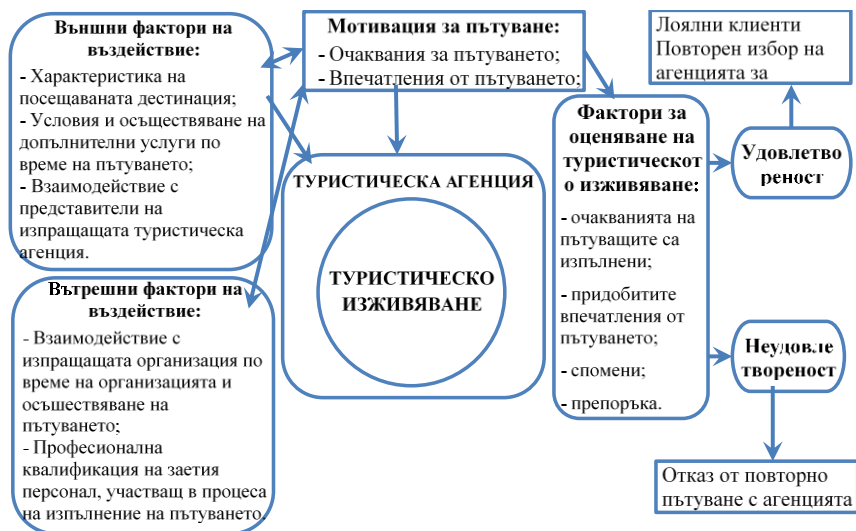 Външни фактори на
въздействие:
- Характеристика на
посещаваната дестинация;
- Условия и осъществяване на
допълнителни услуги по
време на пътуването;
- Взаимодействие с
представители на
изпращащата туристическа
агенция.
Вътрешни фактори на
въздействие:
- Взаимодействие с
изпращащата организация по
време на организацията и
осъшествяване на
пътуването;
- Професионална
квалификация на заетия
персонал, участващ в процеса
на изпълнение на пътуването.
Мотивация за пътуване:
- Очаквания за пътуването;
- Впечатления от пътуването;
ТУРИСТИЧЕСКА АГЕНЦИЯ
ТУРИСТИЧЕСКО
ИЗЖИВЯВАНЕ
Фактори за
оценяване на
туристическот
о изживяване:
- очакванията на
пътуващите са
изпълнени;
- придобитите
впечатления от
пътуването;
- спомени;
- препоръка.
Лоялни клиенти
Повторен избор на
агенцията за
Удовлетво
реност
Неудовле
твореност
Отказ от повторно
пътуване с агенцията